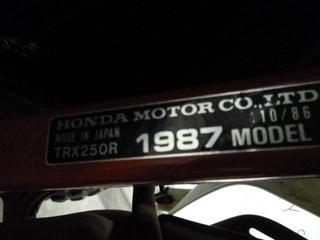 HONDA MOTOR CO.,LTD
MADE IN JAPAN 10/86
TRX250R 1987 MODEL